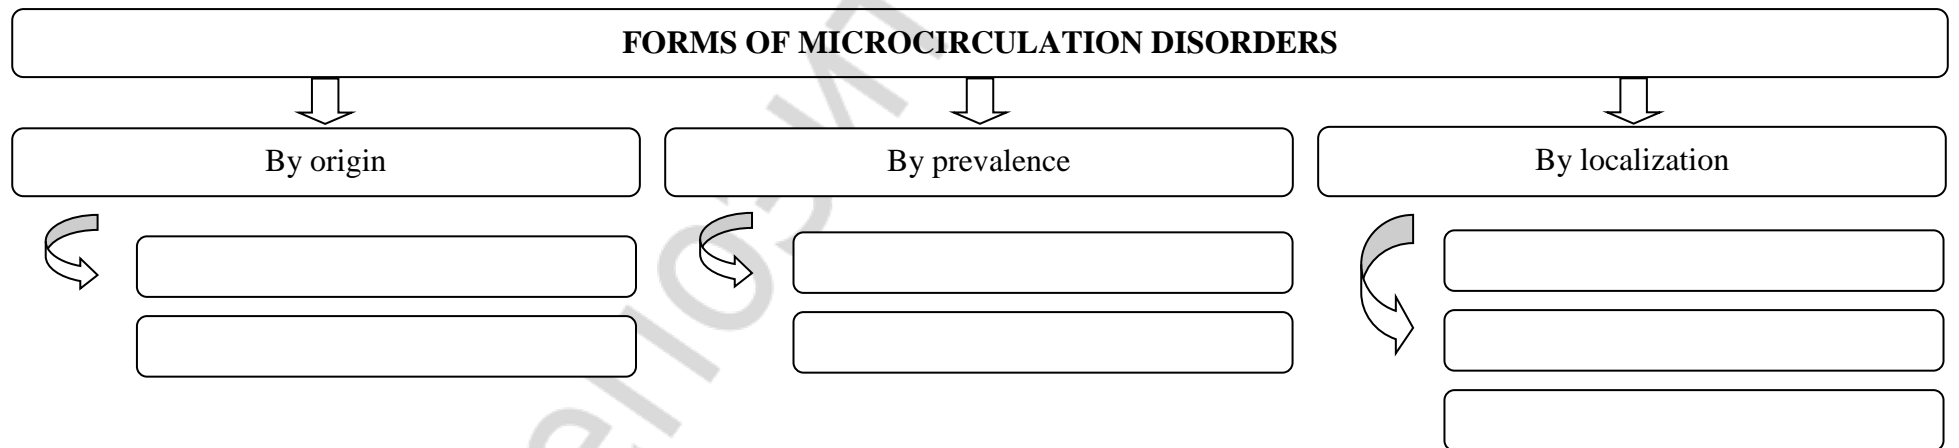 FORMS OF MICROCIRCULATION DISORDERS
By origin
By prevalence
By localization